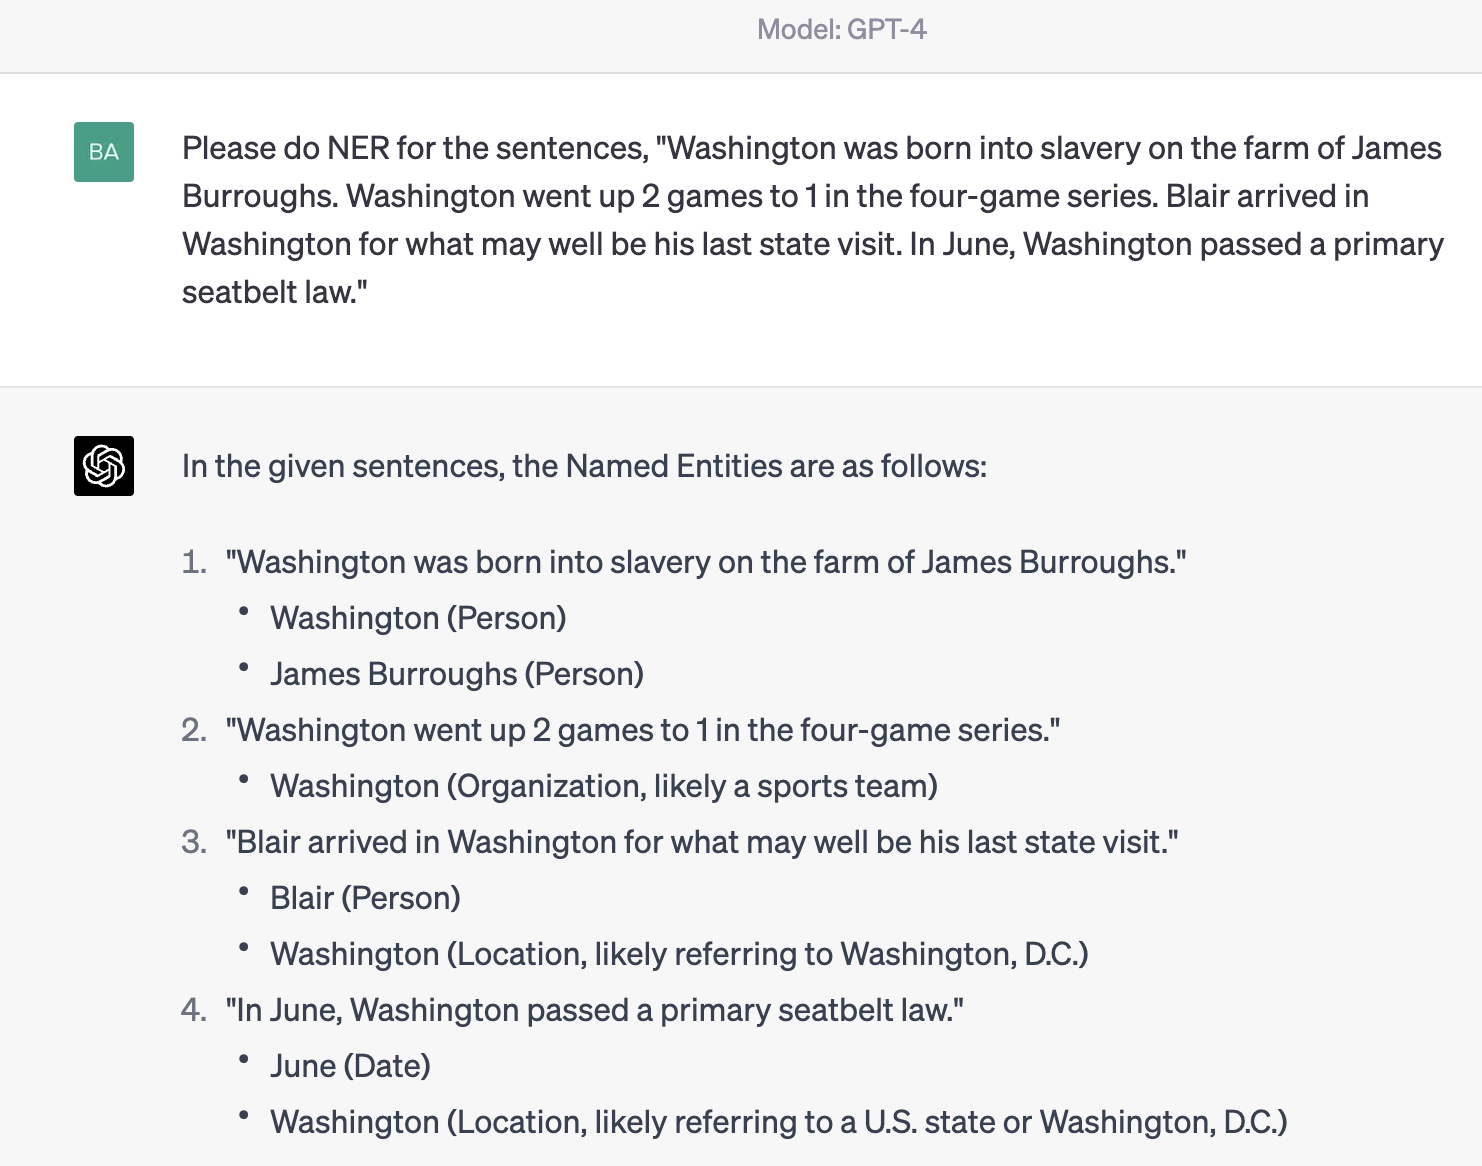 Model: GPT-4
BA
Please do NER for the sentences, "Washington was born into slavery on the farm of James
Burroughs. Washington went up 2 games to 1 in the four-game series. Blair arrived in
Washington for what may well be his last state visit. In June, Washington passed a primary
seatbelt law."
In the given sentences, the Named Entities are as follows:
1. "Washington was born into slavery on the farm of James Burroughs."
• Washington (Person)
• James Burroughs (Person)
2. "Washington went up 2 games to 1 in the four-game series."
• Washington (Organization, likely a sports team)
3. "Blair arrived in Washington for what may well be his last state visit."
• Blair (Person)
• Washington (Location, likely referring to Washington, D.C.)
4. "In June, Washington passed a primary seatbelt law."
• June (Date)
• Washington (Location, likely referring to a U.S. state or Washington, D.C.)